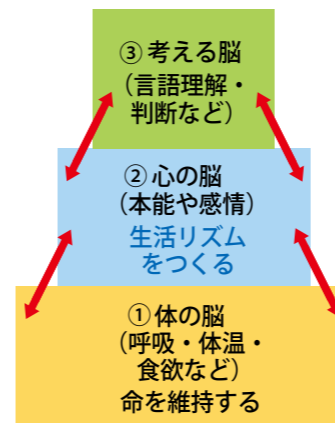 ③ 考える脳
（言語理解・
判断など）
② 心の脳
（本能や感情）
生活リズム
をつくる
① 体の脳
（呼吸・体温・
食欲など）
命を維持する